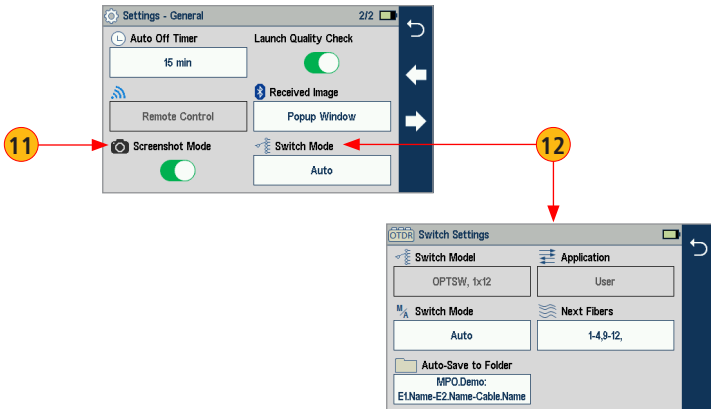 Settings - General 2/2
Auto Off Timer Launch Quality Check
15 min
Received Image
Remote Control Popup Window
11 Screenshot Mode Switch Mode 12
Auto
OTDR Switch Settings
Switch Model Application
OPTSW, 1x12 User
M/A Switch Mode Next Fibers
Auto 1-4,9-12,
Auto-Save to Folder
MPO.Demo:
E1.Name-E2.Name-Cable.Name